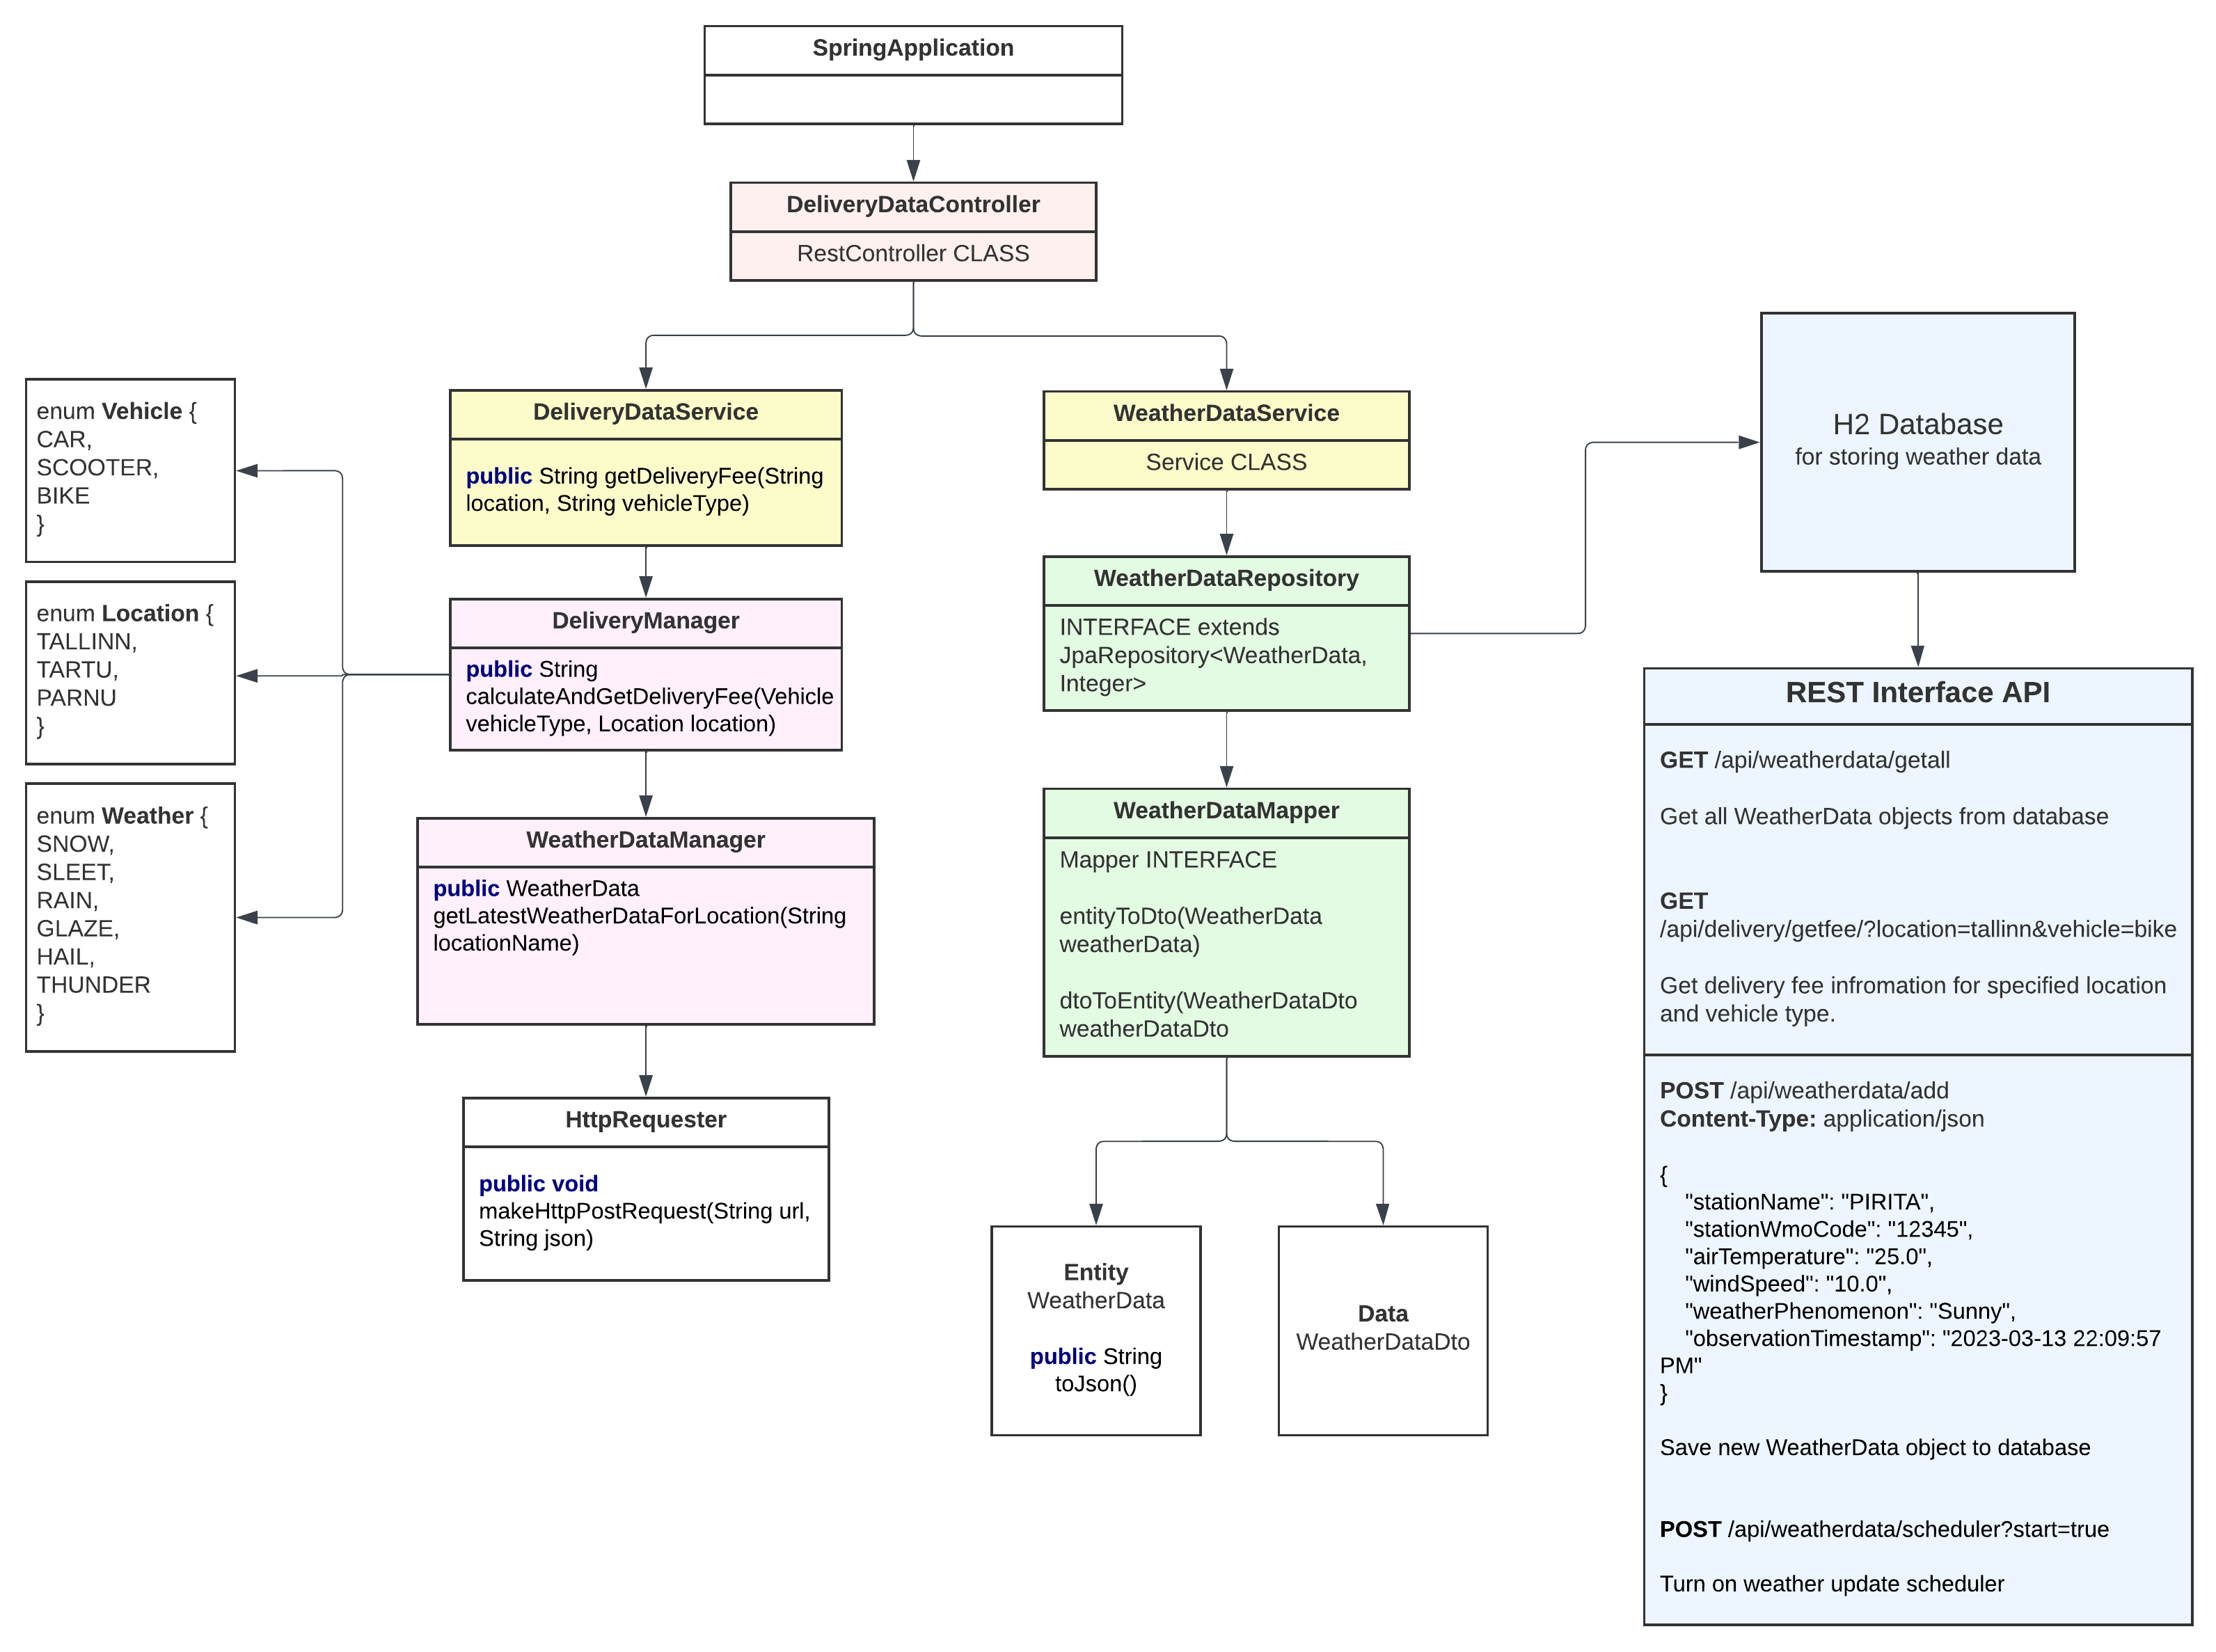 SpringApplication
DeliveryDataController
RestController CLASS
enum Vehicle {
CAR,
SCOOTER,
BIKE
}
enum Location {
TALLINN,
TARTU,
PARNU
}
enum Weather {
SNOW,
SLEET,
RAIN,
GLAZE,
HAIL,
THUNDER
}
DeliveryDataService
public String getDeliveryFee(String
location, String vehicleType)
DeliveryManager
public String
calculateAndGetDeliveryFee(Vehicle
vehicleType, Location location)
WeatherDataManager
public WeatherData
getLatestWeatherDataForLocation(String
locationName)
HttpRequester
public void
makeHttpPostRequest(String url,
String json)
WeatherDataService
Service CLASS
WeatherDataRepository
INTERFACE extends
JpaRepository<WeatherData,
Integer>
WeatherDataMapper
Mapper INTERFACE
entityToDto(WeatherData
weatherData)
dtoToEntity(WeatherDataDto
weatherDataDto
Entity
WeatherData
public String
toJson()
Data
WeatherDataDto
H2 Database
for storing weather data
REST Interface API
GET /api/weatherdata/getall
Get all WeatherData objects from database
GET
/api/delivery/getfee/?location=tallinn&vehicle=bike
Get delivery fee infromation for specified location
and vehicle type.
POST /api/weatherdata/add
Content-Type: application/json
{
"stationName": "PIRITA",
"stationWmoCode": "12345",
"airTemperature": "25.0",
"windSpeed": "10.0",
"weatherPhenomenon": "Sunny",
"observationTimestamp": "2023-03-13 22:09:57
PM"
}
Save new WeatherData object to database
POST /api/weatherdata/scheduler?start=true
Turn on weather update scheduler